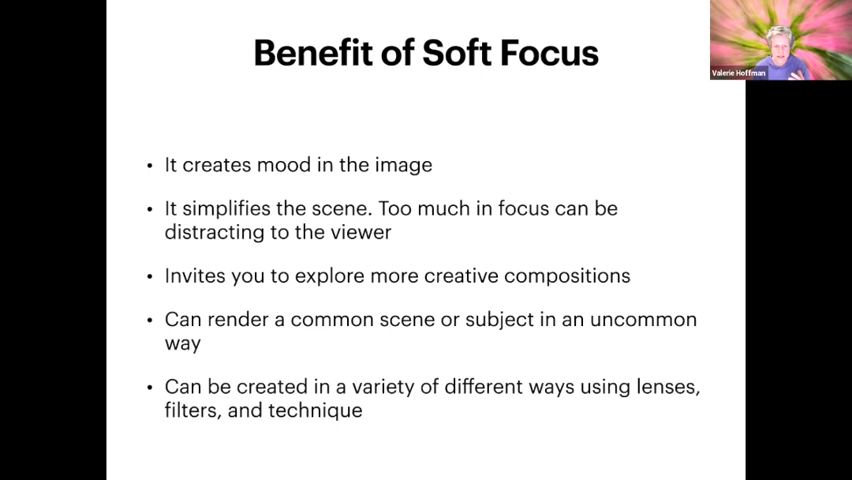 Benefit of Soft Focus
Valerie Hoffman
• It creates mood in the image
• It simplifies the scene. Too much in focus can be
distracting to the viewer
• Invites you to explore more creative compositions
• Can render a common scene or subject in an uncommon
way
• Can be created in a variety of different ways using lenses,
filters, and technique